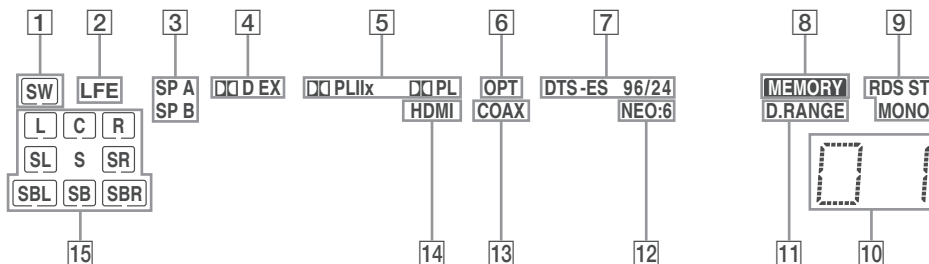 1 2 3 4 5 6 7 8 9
SW LFE SP A DD D EX DD PLIIx DD PL OPT DTS-ES 96/24 MEMORY RDS ST
SP B HDMI COAX NEO:6 D.RANGE MONO
L C R
SL S SR
SBL SB SBR
15 14 13 12 11 10